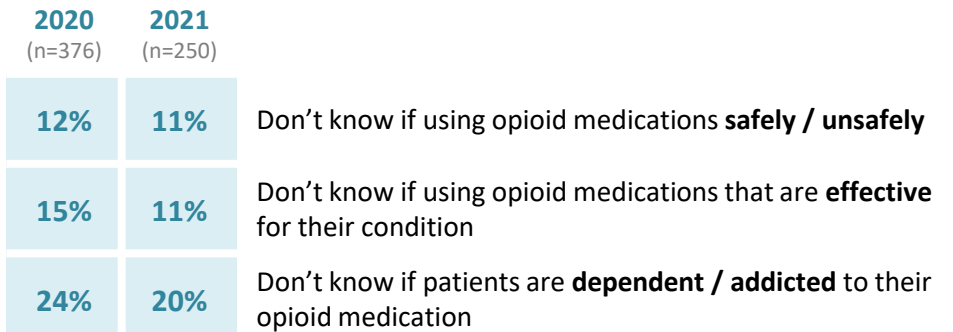 2020 2021
(n=376) (n=250)
12% 11% Don’t know if using opioid medications safely / unsafely
15% 11% Don’t know if using opioid medications that are effective
for their condition
24% 20% Don’t know if patients are dependent / addicted to their
opioid medication